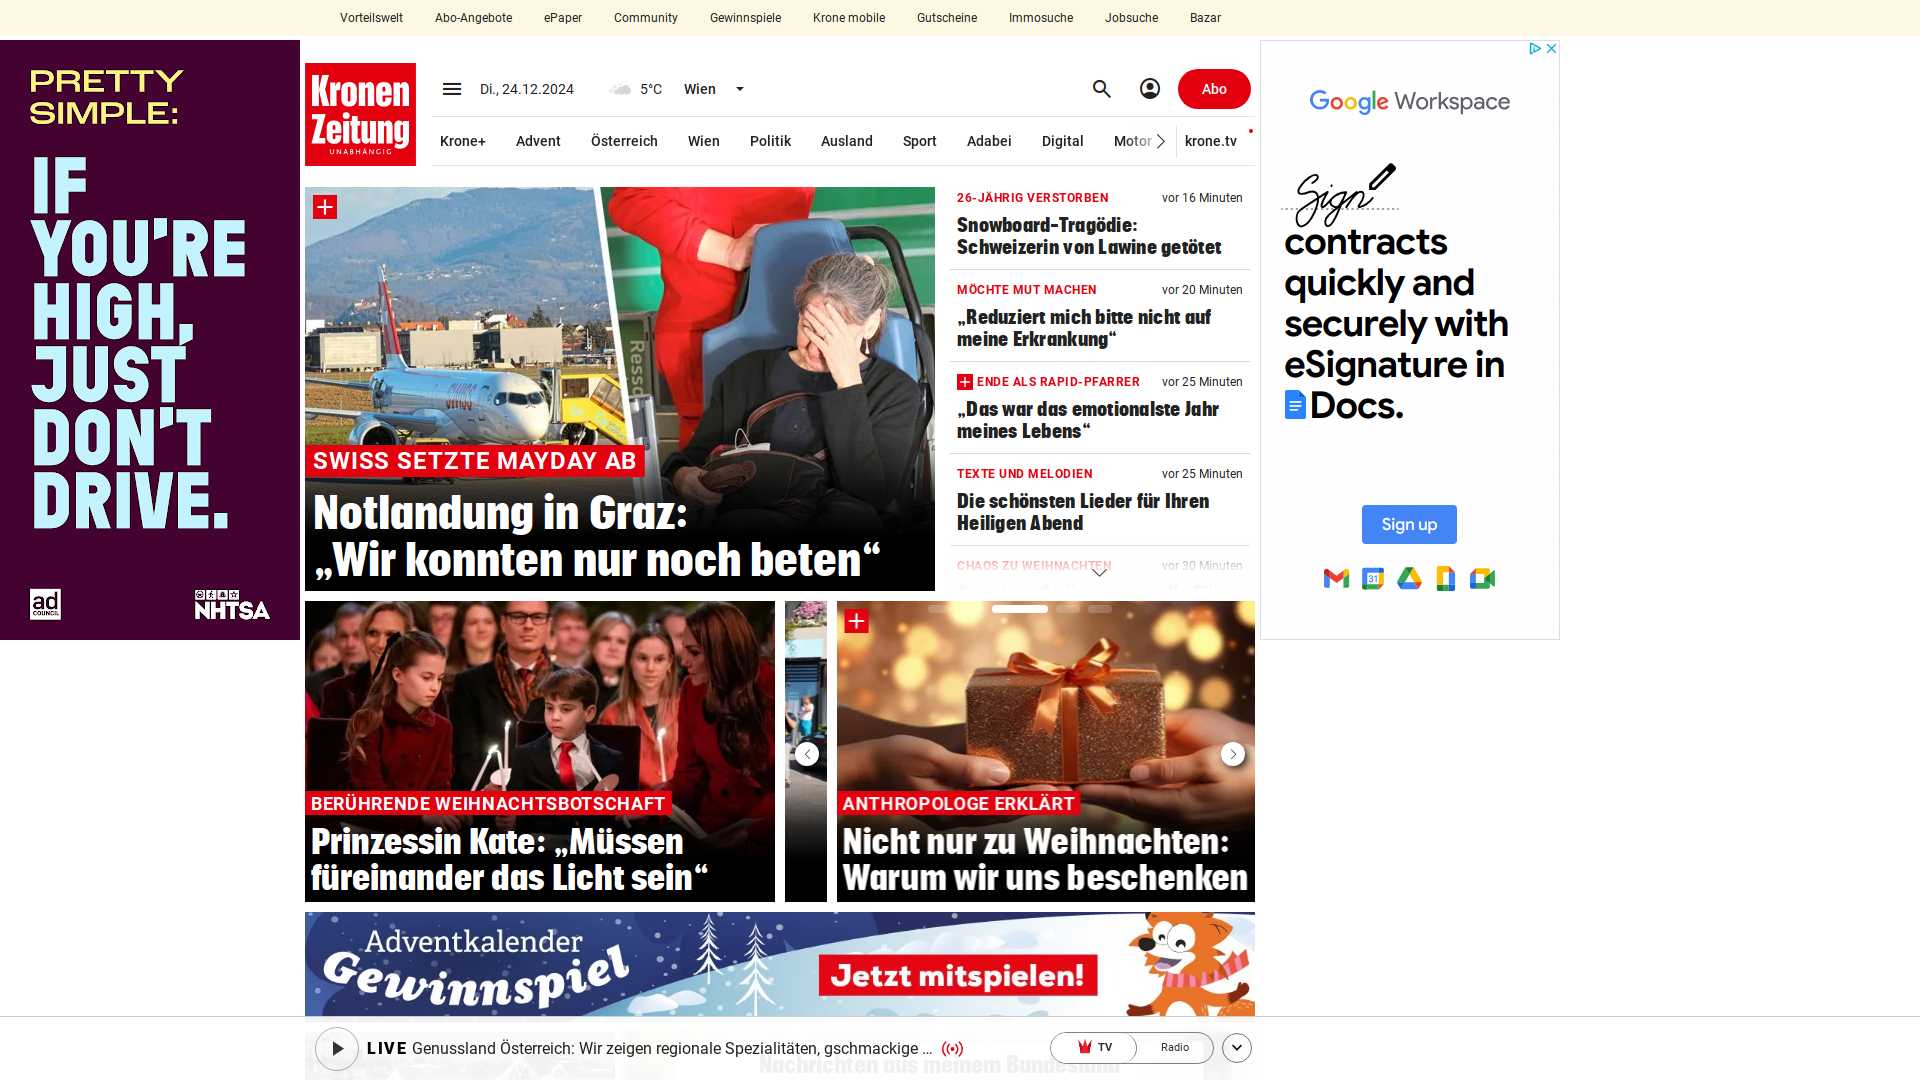 Vorteilswelt Abo-Angebote ePaper Community Gewinnspiele Krone mobile Gutscheine Immosuche Jobsuche Bazar
PRETTY
SIMPLE:
IF
YOU'RE
HIGH,
JUST
DON'T
DRIVE.
ad
COUNCIL
NHTSA
Kronen
Zeitung
UNABHÄNGIG
Di., 24.12.2024 5°C Wien
Abo
Krone+ Advent Österreich Wien Politik Ausland Sport Adabei Digital Motor krone.tv
SWISS SETZTE MAYDAY AB
Notlandung in Graz:
„Wir konnten nur noch beten“
26-JÄHRIG VERSTORBEN vor 16 Minuten
Snowboard-Tragödie:
Schweizerin von Lawine getötet
MÖCHTE MUT MACHEN vor 20 Minuten
„Reduziert mich bitte nicht auf
meine Erkrankung“
ENDE ALS RAPID-PFARRER vor 25 Minuten
„Das war das emotionalste Jahr
meines Lebens“
TEXTE UND MELODIEN vor 25 Minuten
Die schönsten Lieder für Ihren
Heiligen Abend
CHAOS ZU WEIHNACHTEN vor 30 Minuten
BERÜHRENDE WEIHNACHTSBOTSCHAFT
Prinzessin Kate: „Müssen
füreinander das Licht sein“
ANTHROPOLOGE ERKLÄRT
Nicht nur zu Weihnachten:
Warum wir uns beschenken
Adventkalender
Gewinnspiel
Jetzt mitspielen!
LIVE Genussland Österreich: Wir zeigen regionale Spezialitäten, gschmackige ...
TV Radio
Nachrichten aus meinem Bundesland
Google Workspace
Sign
contracts
quickly and
securely with
eSignature in
Docs.
Sign up
31